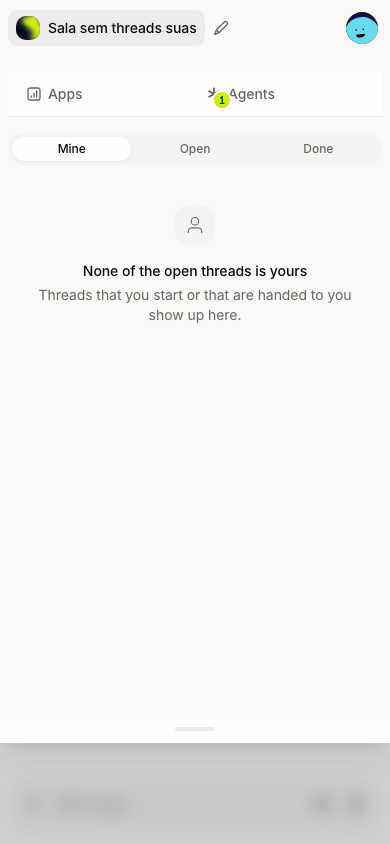 Sala sem threads suas
Apps
1
Agents
Mine
Open
Done
None of the open threads is yours
Threads that you start or that are handed to you
show up here.